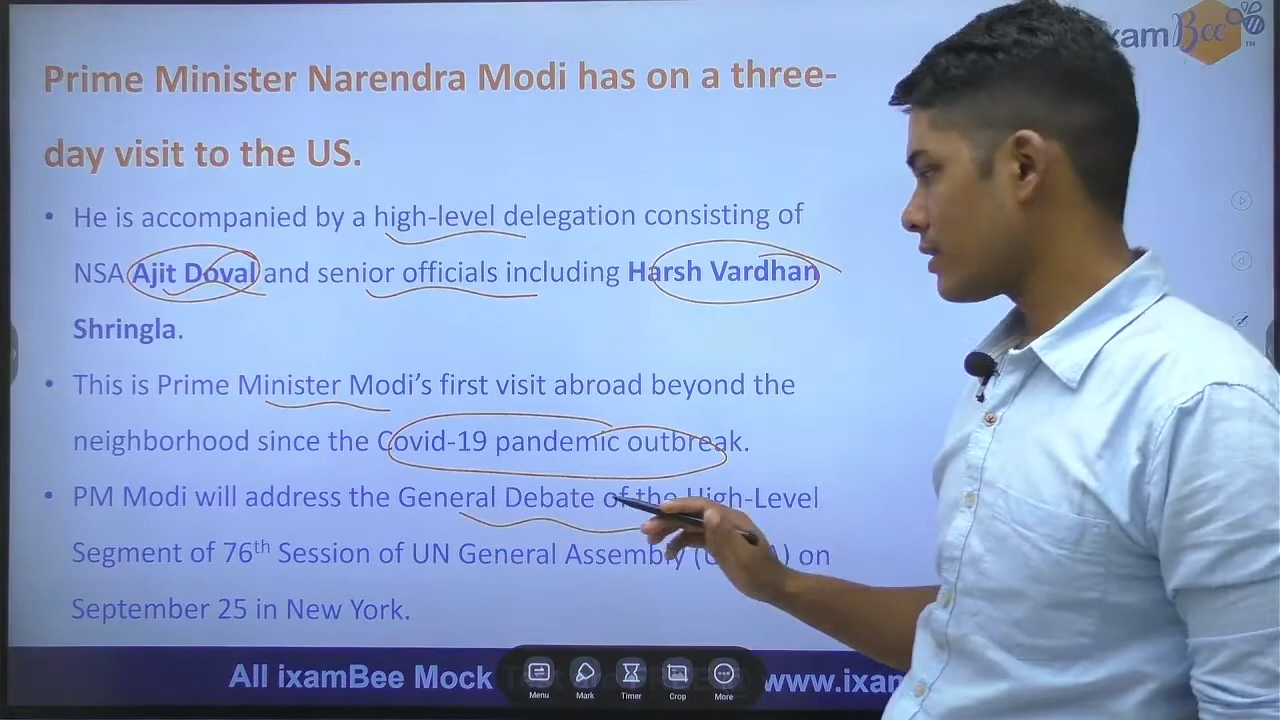 xam Bee
TM
Prime Minister Narendra Modi has on a three-
day visit to the US.
• He is accompanied by a high-level delegation consisting of
NSA Ajit Doval and senior officials including Harsh Vardhan
Shringla.
• This is Prime Minister Modi’s first visit abroad beyond the
neighborhood since the Covid-19 pandemic outbreak.
• PM Modi will address the General Debate of the High-Level
Segment of 76th Session of UN General Assembly on
September 25 in New York.
All ixamBee Mock www.ixam
Menu Mark Timer Crop More